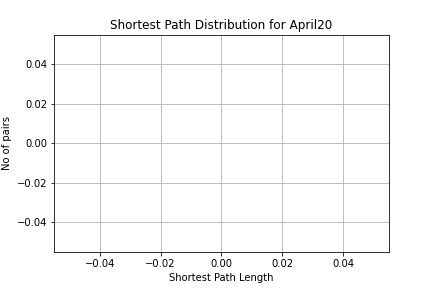 Shortest Path Distribution for April20
No of pairs
0.04
0.02
0.00
−0.02
−0.04
−0.04 −0.02 0.00 0.02 0.04
Shortest Path Length